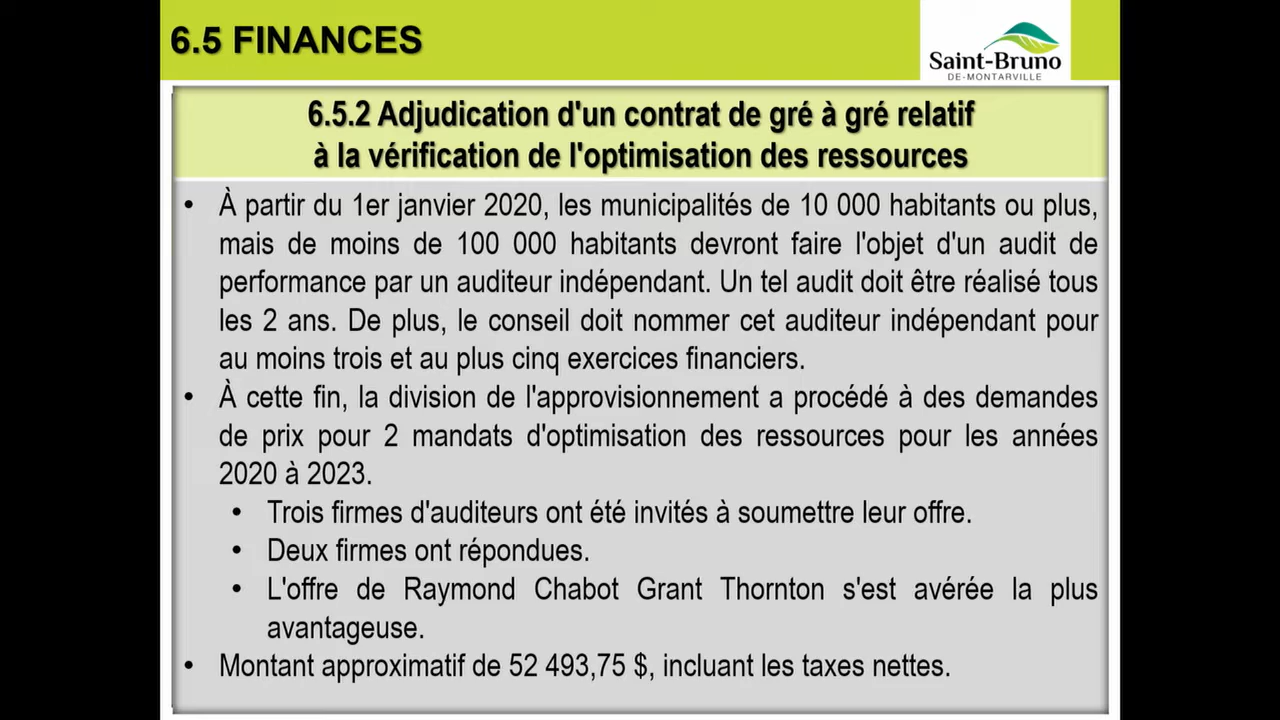 6.5 FINANCES
Saint-Bruno
DE-MONTARVILLE
6.5.2 Adjudication d'un contrat de gré à gré relatif
à la vérification de l'optimisation des ressources
• À partir du 1er janvier 2020, les municipalités de 10 000 habitants ou plus,
mais de moins de 100 000 habitants devront faire l'objet d'un audit de
performance par un auditeur indépendant. Un tel audit doit être réalisé tous
les 2 ans. De plus, le conseil doit nommer cet auditeur indépendant pour
au moins trois et au plus cinq exercices financiers.
• À cette fin, la division de l'approvisionnement a procédé à des demandes
de prix pour 2 mandats d'optimisation des ressources pour les années
2020 à 2023.
• Trois firmes d'auditeurs ont été invités à soumettre leur offre.
• Deux firmes ont répondues.
• L'offre de Raymond Chabot Grant Thornton s'est avérée la plus
avantageuse.
• Montant approximatif de 52 493,75 $, incluant les taxes nettes.